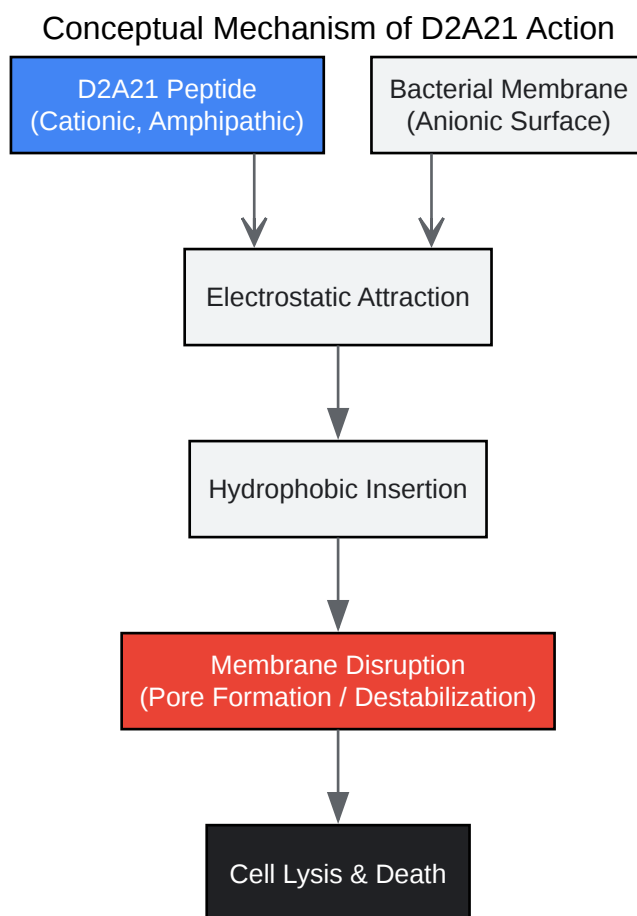 Conceptual Mechanism of D2A21 Action
D2A21 Peptide
(Cationic, Amphipathic)
Bacterial Membrane
(Anionic Surface)
Electrostatic Attraction
Hydrophobic Insertion
Membrane Disruption
(Pore Formation / Destabilization)
Cell Lysis & Death